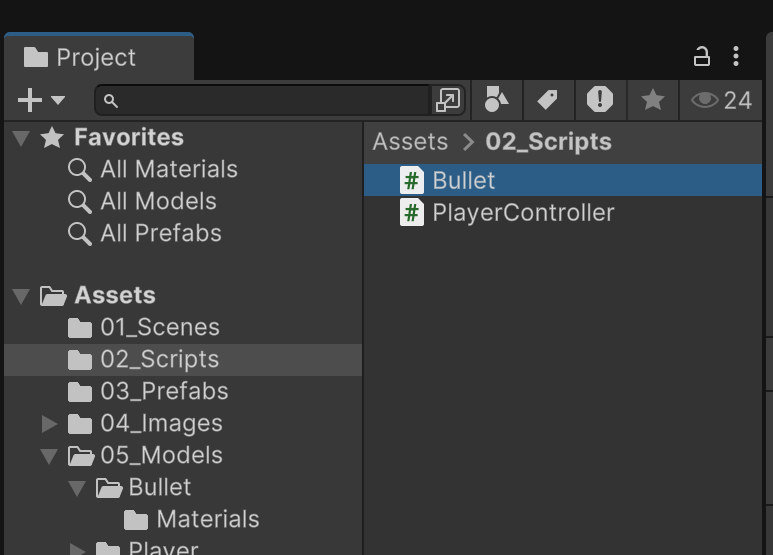 Project
24
Favorites
All Materials
All Models
All Prefabs
Assets
01_Scenes
02_Scripts
03_Prefabs
04_Images
05_Models
Bullet
Materials
Player
Assets > 02_Scripts
# Bullet
# PlayerController